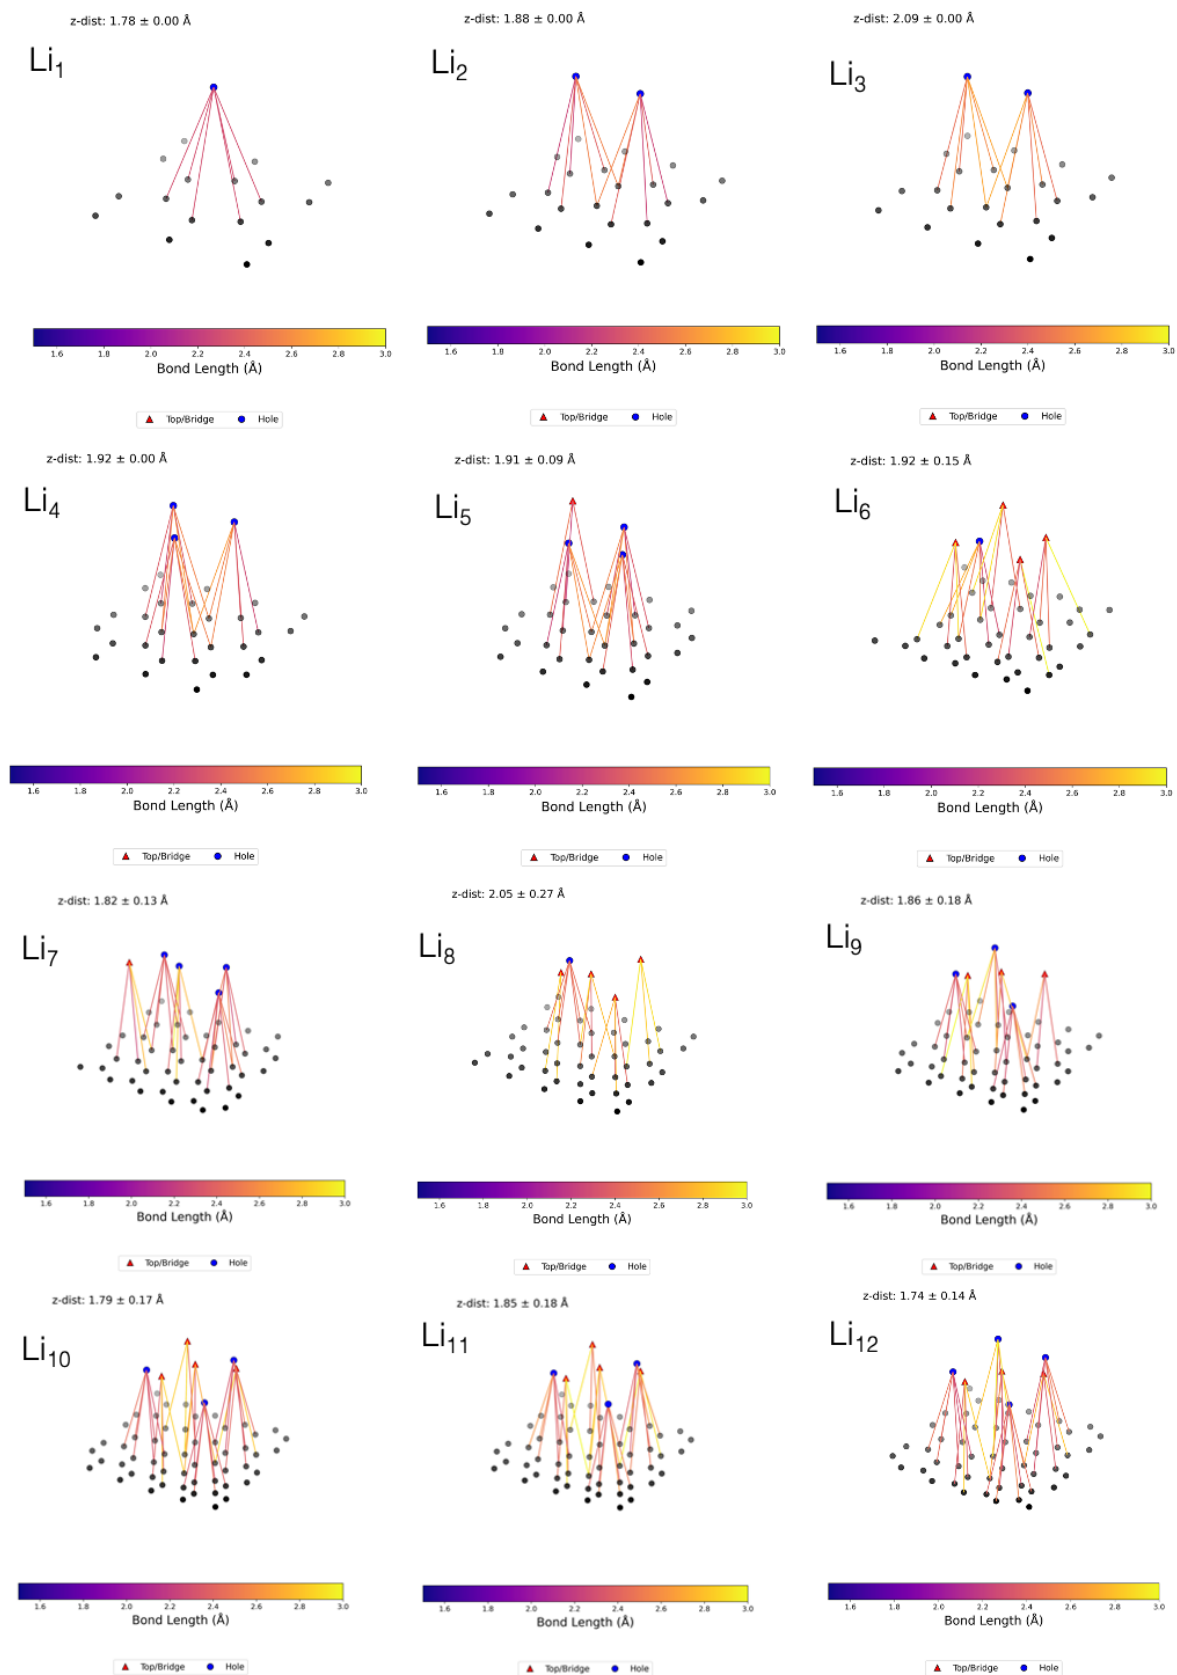 z-dist: 1.78 ± 0.00 Å
z-dist: 1.88 ± 0.00 Å
z-dist: 2.09 ± 0.00 Å
Li1
Li2
Li3
1.6 1.8 2.0 2.2 2.4 2.6 2.8 3.0
1.6 1.8 2.0 2.2 2.4 2.6 2.8 3.0
1.6 1.8 2.0 2.2 2.4 2.6 2.8 3.0
Bond Length (Å)
Bond Length (Å)
Bond Length (Å)
Top/Bridge Hole
Top/Bridge Hole
Top/Bridge Hole
z-dist: 1.92 ± 0.00 Å
z-dist: 1.91 ± 0.09 Å
z-dist: 1.92 ± 0.15 Å
Li4
Li5
Li6
1.6 1.8 2.0 2.2 2.4 2.6 2.8 3.0
1.6 1.8 2.0 2.2 2.4 2.6 2.8 3.0
1.6 1.8 2.0 2.2 2.4 2.6 2.8 3.0
Bond Length (Å)
Bond Length (Å)
Bond Length (Å)
Top/Bridge Hole
Top/Bridge Hole
Top/Bridge Hole
z-dist: 1.82 ± 0.13 Å
z-dist: 2.05 ± 0.27 Å
z-dist: 1.86 ± 0.18 Å
Li7
Li8
Li9
1.6 1.8 2.0 2.2 2.4 2.6 2.8 3.0
1.6 1.8 2.0 2.2 2.4 2.6 2.8 3.0
1.6 1.8 2.0 2.2 2.4 2.6 2.8 3.0
Bond Length (Å)
Bond Length (Å)
Bond Length (Å)
Top/Bridge Hole
Top/Bridge Hole
Top/Bridge Hole
z-dist: 1.79 ± 0.17 Å
z-dist: 1.85 ± 0.18 Å
z-dist: 1.74 ± 0.14 Å
Li10
Li11
Li12
1.6 1.8 2.0 2.2 2.4 2.6 2.8 3.0
1.6 1.8 2.0 2.2 2.4 2.6 2.8 3.0
1.6 1.8 2.0 2.2 2.4 2.6 2.8 3.0
Bond Length (Å)
Bond Length (Å)
Bond Length (Å)
Top/Bridge Hole
Top/Bridge Hole
Top/Bridge Hole